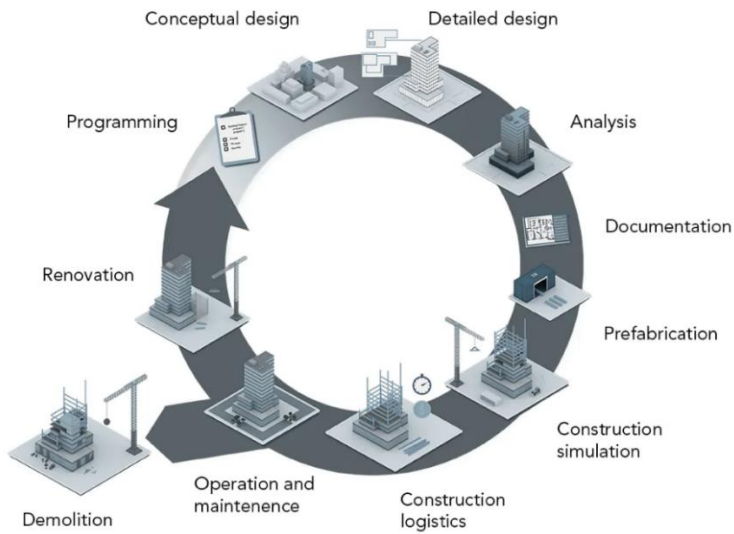 Conceptual design
Detailed design
Programming
Analysis
Documentation
Renovation
Prefabrication
Construction
simulation
Operation and
maintenence
Construction
logistics
Demolition